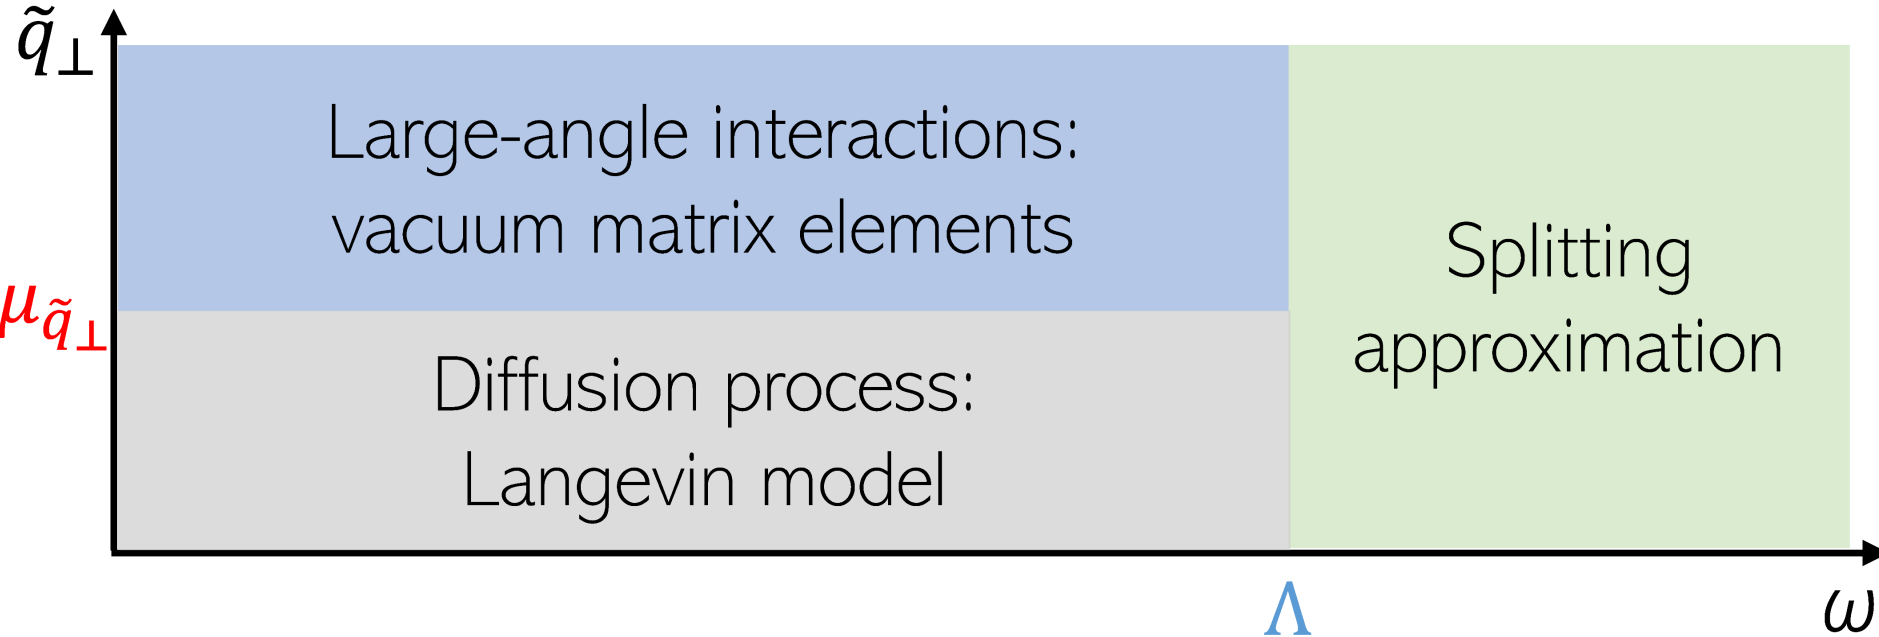 q̃⊥
Large-angle interactions:
vacuum matrix elements
Splitting
approximation
μq̃⊥
Diffusion process:
Langevin model
Λ
ω